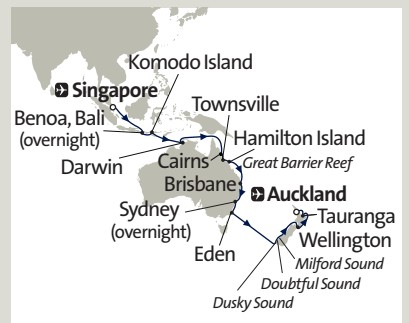 Komodo Island
Singapore
Townsville
Benoa, Bali
(overnight)
Hamilton Island
Great Barrier Reef
Darwin
Cairns
Brisbane
Auckland
Sydney
(overnight)
Tauranga
Wellington
Eden
Milford Sound
Doubtful Sound
Dusky Sound